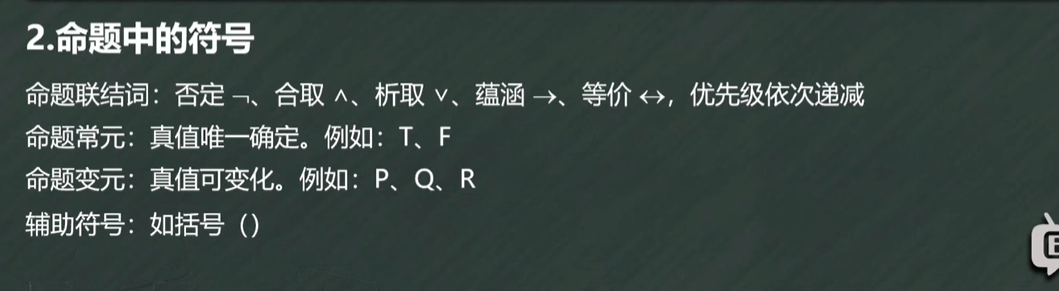 2.命题中的符号
命题联结词：否定 ¬、合取 ∧、析取 ∨、蕴涵 →、等价 ↔，优先级依次递减
命题常元：真值唯一确定。例如：T、F
命题变元：真值可变化。例如：P、Q、R
辅助符号：如括号（）